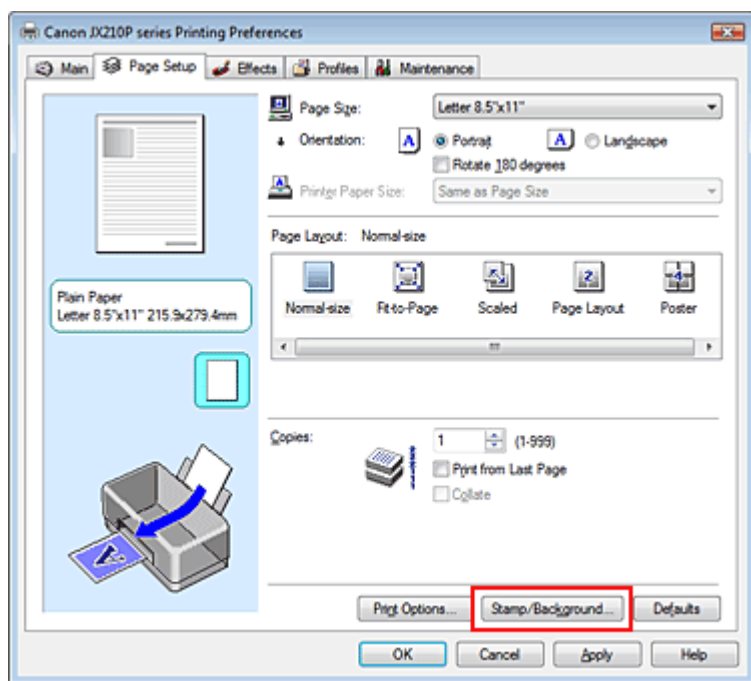 Canon JX210P series Printing Preferences
Main Page Setup Effects Profiles Maintenance
Page Size: Letter 8.5"x11"
Orientation: A Portrait A Landscape
Rotate 180 degrees
Printer Paper Size: Same as Page Size
Page Layout: Normal-size
Normal-size Fit-to-Page Scaled Page Layout Poster
Plain Paper
Letter 8.5"x11" 215.9x279.4mm
Copies: 1 (1-999)
Print from Last Page
Collate
Print Options... Stamp/Background... Defaults
OK Cancel Apply Help